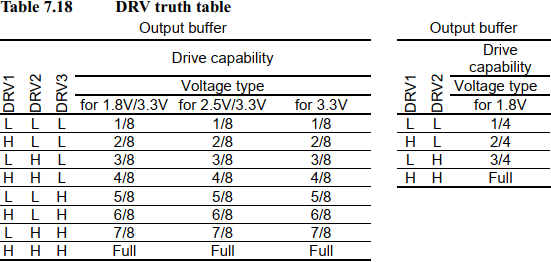 Table 7.18 DRV truth table
Output buffer
DRV1 DRV2 DRV3 Drive capability
Voltage type
for 1.8V/3.3V for 2.5V/3.3V for 3.3V
L L L 1/8 1/8 1/8
H L L 2/8 2/8 2/8
L H L 3/8 3/8 3/8
H H L 4/8 4/8 4/8
L L H 5/8 5/8 5/8
H L H 6/8 6/8 6/8
L H H 7/8 7/8 7/8
H H H Full Full Full
Output buffer
DRV1 DRV2 Drive
capability
Voltage type
for 1.8V
L L 1/4
H L 2/4
L H 3/4
H H Full